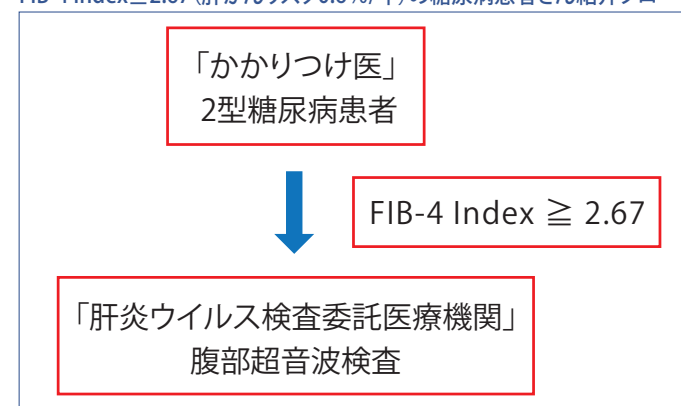 「かかりつけ医」
2型糖尿病患者
FIB-4 Index ≧ 2.67
「肝炎ウイルス検査委託医療機関」
腹部超音波検査